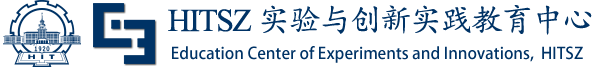 1920
HIT
HITSZ 实验与创新实践教育中心
Education Center of Experiments and Innovations, HITSZ